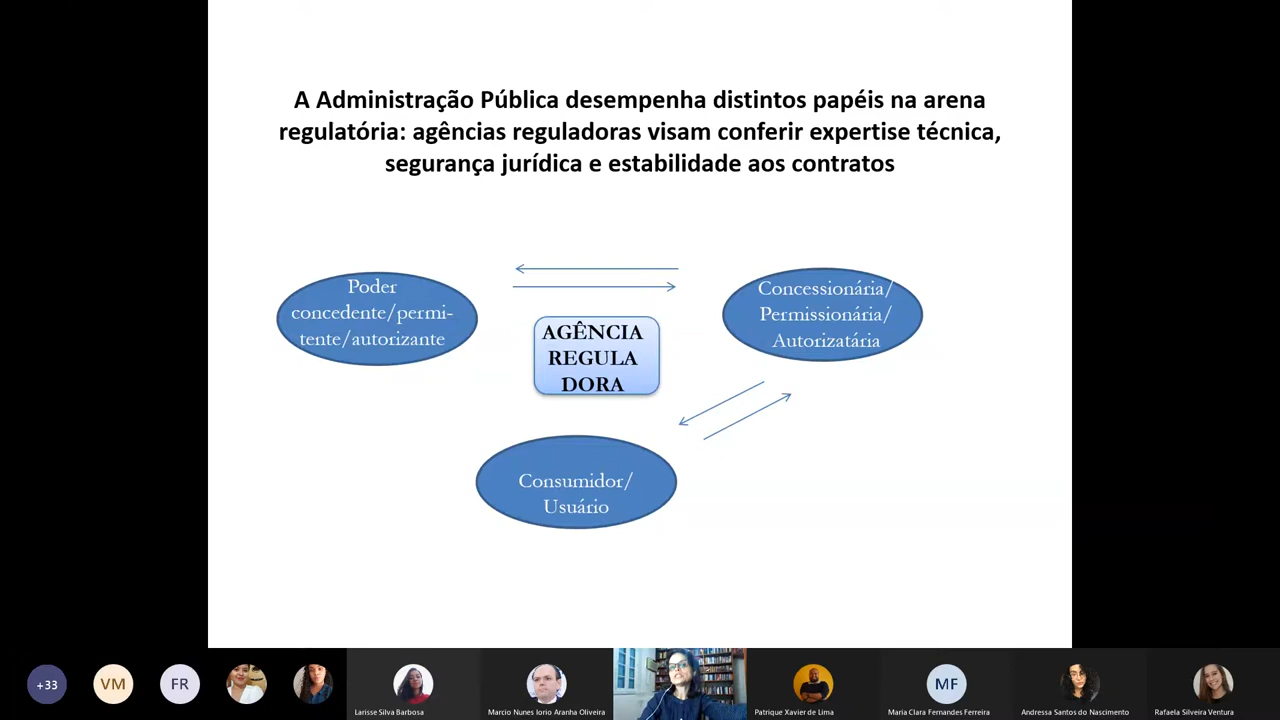 A Administração Pública desempenha distintos papéis na arena
regulatória: agências reguladoras visam conferir expertise técnica,
segurança jurídica e estabilidade aos contratos
Poder
concedente/permi-
tente/autorizante
Concessionária/
Permissionária/
Autorizatária
AGÊNCIA
REGULA
DORA
Consumidor/
Usuário
+33
VM
FR
Larisse Silva Barbosa
Marcio Nunes Iorio Aranha Oliveira
Patrique Xavier de Lima
MF
Maria Clara Fernandes Ferreira
Andressa Santos do Nascimento
Rafaela Silveira Ventura